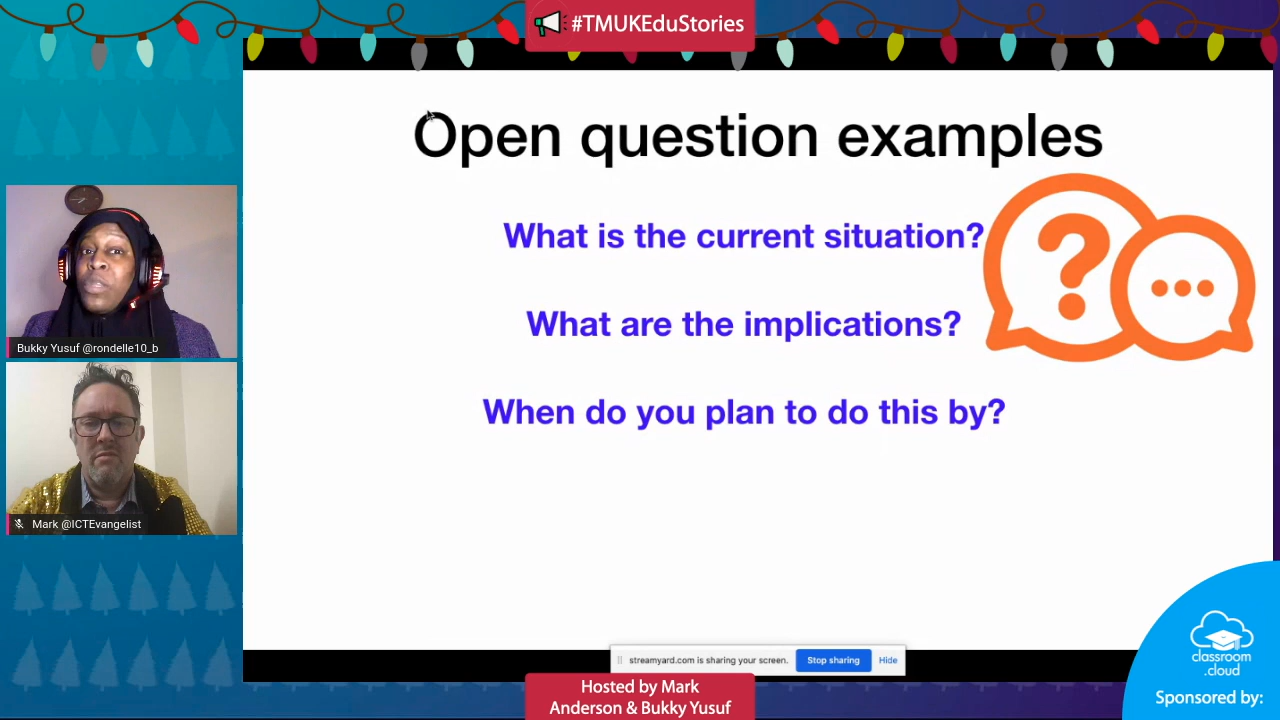 #TMUKEduStories
Open question examples
What is the current situation?
What are the implications?
When do you plan to do this by?
Bukky Yusuf @rondelle10_b
Mark @ICTEvangelist
streamyard.com is sharing your screen.
Stop sharing
Hide
Hosted by Mark
Anderson & Bukky Yusuf
classroom
.cloud
Sponsored by: